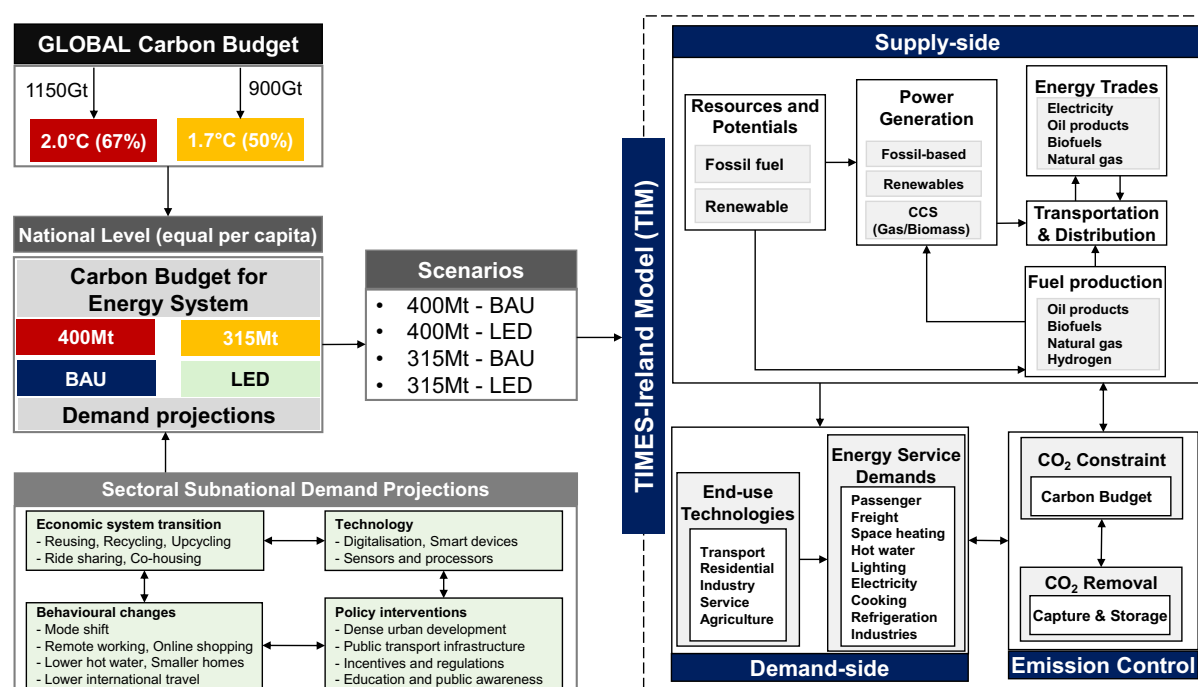 GLOBAL Carbon Budget
1150Gt
900Gt
2.0°C (67%)
1.7°C (50%)
National Level (equal per capita)
Carbon Budget for
Energy System
400Mt
315Mt
BAU
LED
Demand projections
Scenarios
• 400Mt - BAU
• 400Mt - LED
• 315Mt - BAU
• 315Mt - LED
Sectoral Subnational Demand Projections
Economic system transition
- Reusing, Recycling, Upcycling
- Ride sharing, Co-housing
Technology
- Digitalisation, Smart devices
- Sensors and processors
Behavioural changes
- Mode shift
- Remote working, Online shopping
- Lower hot water, Smaller homes
- Lower international travel
Policy interventions
- Dense urban development
- Public transport infrastructure
- Incentives and regulations
- Education and public awareness
TIMES-Ireland Model (TIM)
Supply-side
Resources and
Potentials
Fossil fuel
Renewable
Power
Generation
Fossil-based
Renewables
CCS
(Gas/Biomass)
Energy Trades
Electricity
Oil products
Biofuels
Natural gas
Transportation
& Distribution
Fuel production
Oil products
Biofuels
Natural gas
Hydrogen
End-use
Technologies
Transport
Residential
Industry
Service
Agriculture
Energy Service
Demands
Passenger
Freight
Space heating
Hot water
Lighting
Electricity
Cooking
Refrigeration
Industries
Demand-side
CO₂ Constraint
Carbon Budget
CO₂ Removal
Capture & Storage
Emission Control